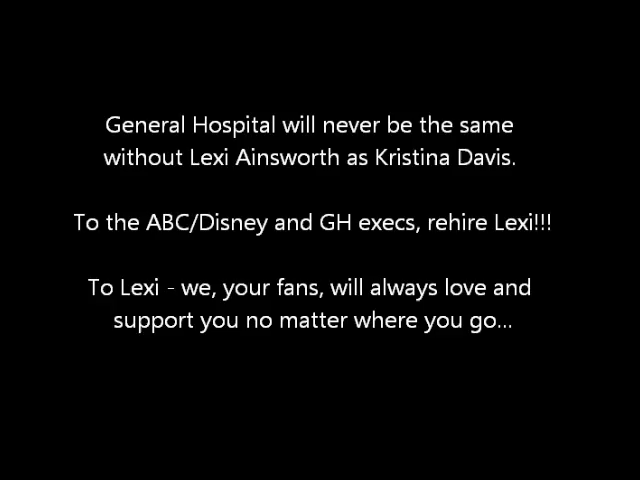 General Hospital will never be the same
without Lexi Ainsworth as Kristina Davis.
To the ABC/Disney and GH execs, rehire Lexi!!!
To Lexi - we, your fans, will always love and
support you no matter where you go...